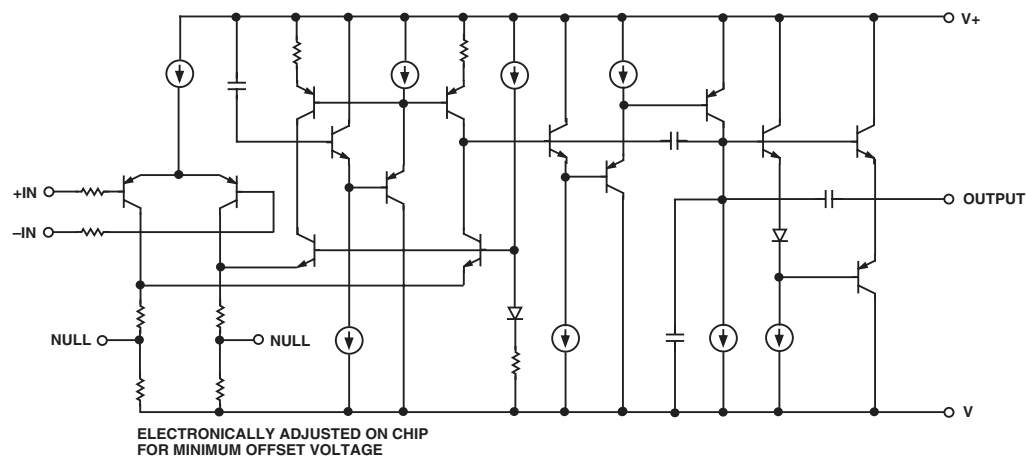 V+
+IN
OUTPUT
–IN
NULL
NULL
V
ELECTRONICALLY ADJUSTED ON CHIP
FOR MINIMUM OFFSET VOLTAGE